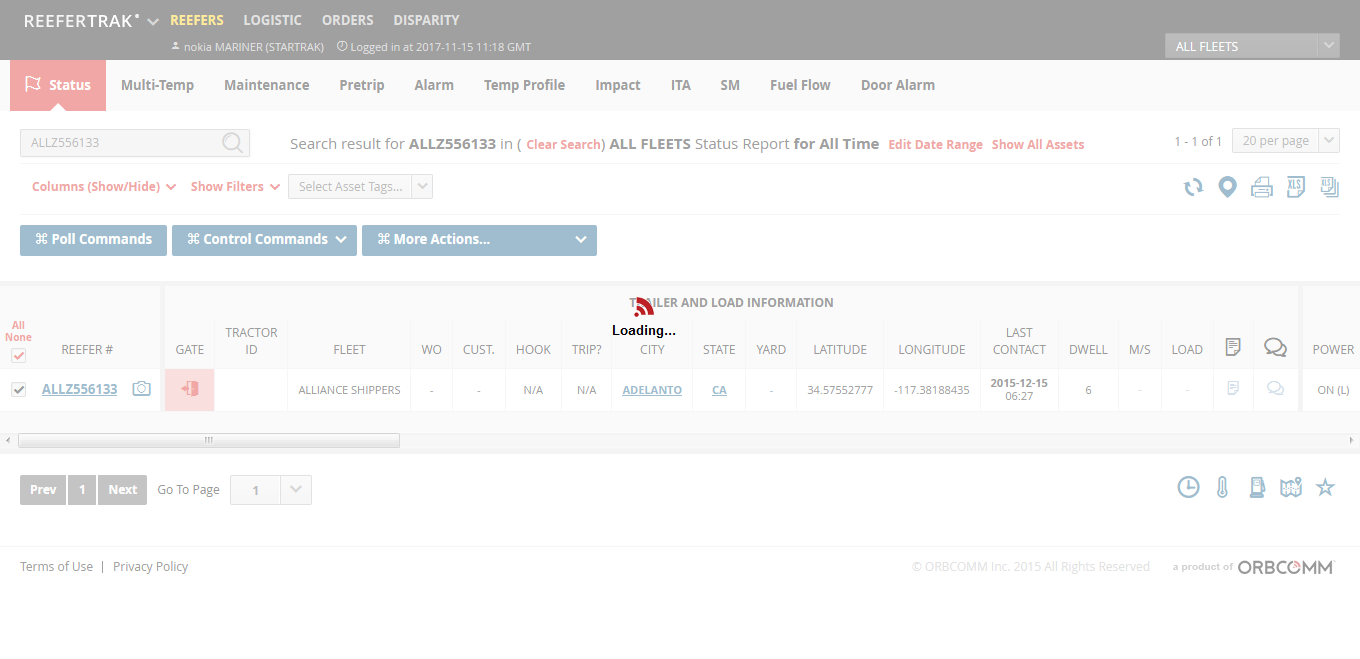 REEFERTRAK REEFERS LOGISTIC ORDERS DISPARITY
nokia MARINER (STARTRAK) Logged in at 2017-11-15 11:18 GMT
ALL FLEETS
Status Multi-Temp Maintenance Pretrip Alarm Temp Profile Impact ITA SM Fuel Flow Door Alarm
ALLZ556133
Search result for ALLZ556133 in ( Clear Search) ALL FLEETS Status Report for All Time Edit Date Range Show All Assets
1 - 1 of 1 20 per page
Columns (Show/Hide) Show Filters Select Asset Tags...
XLS XLS
⌘ Poll Commands ⌘ Control Commands ⌘ More Actions...
TRAILER AND LOAD INFORMATION
Loading...
All
None
REEFER # GATE TRACTOR ID FLEET WO CUST. HOOK TRIP? CITY STATE YARD LATITUDE LONGITUDE LAST CONTACT DWELL M/S LOAD POWER
ALLZ556133 ALLIANCE SHIPPERS - - N/A N/A ADELANTO CA - 34.57552777 -117.38188435 2015-12-15 06:27 6 - - ON (L)
Prev 1 Next Go To Page 1
Terms of Use | Privacy Policy
© ORBCOMM Inc. 2015 All Rights Reserved a product of ORBCOMM